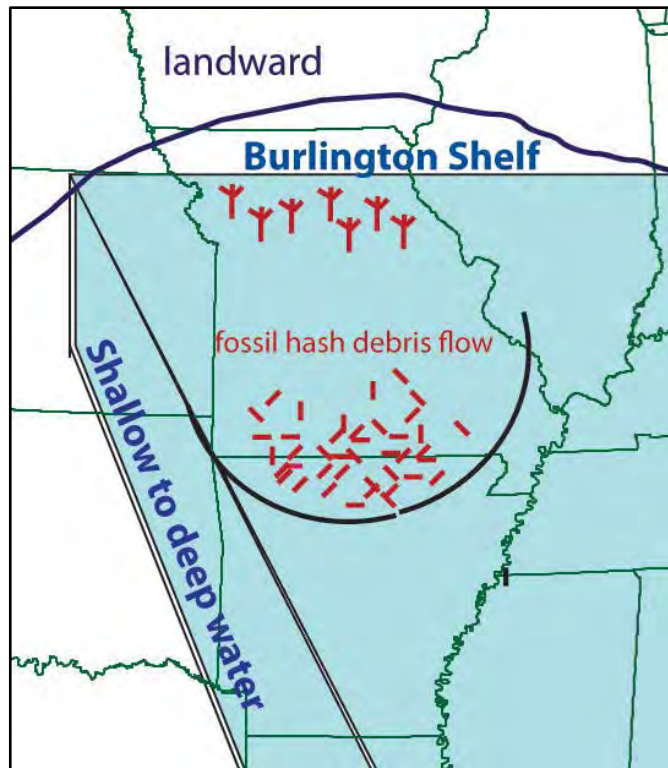 landward
Burlington Shelf
fossil hash debris flow
Shallow to deep water